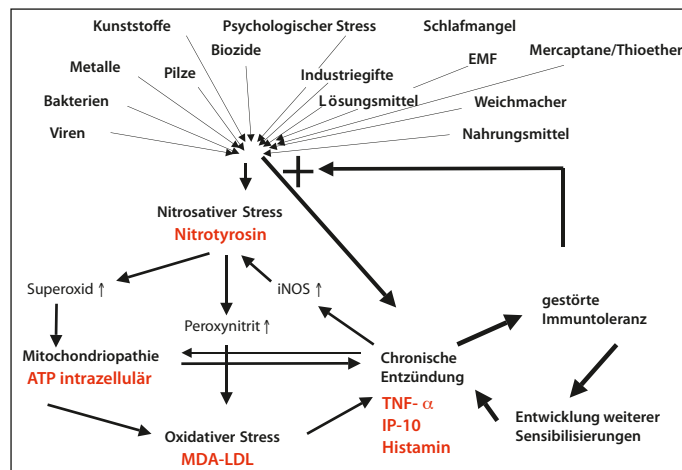 Kunststoffe
Psychologischer Stress
Schlafmangel
Biozide
Mercaptane/Thioether
Metalle
Pilze
Industriegifte
EMF
Bakterien
Lösungsmittel
Weichmacher
Viren
Nahrungsmittel
+
Nitrosativer Stress
Nitrotyrosin
Superoxid ↑
iNOS ↑
Peroxynitrit ↑
gestörte
Immuntoleranz
Mitochondriopathie
ATP intrazellulär
Chronische
Entzündung
TNF- α
IP-10
Histamin
Entwicklung weiterer
Sensibilisierungen
Oxidativer Stress
MDA-LDL